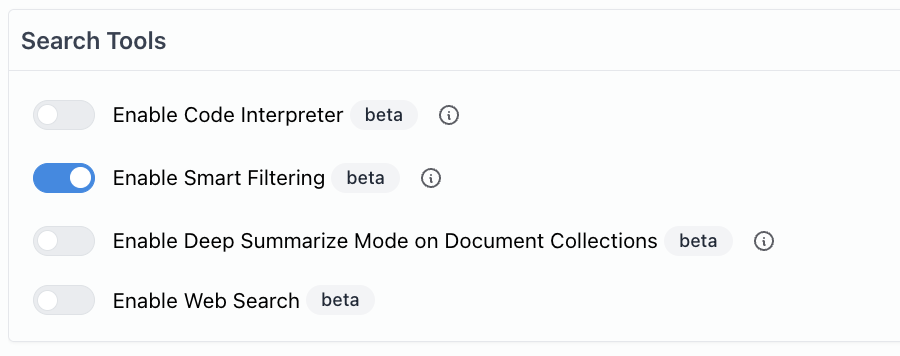 Search Tools
Enable Code Interpreter beta
Enable Smart Filtering beta
Enable Deep Summarize Mode on Document Collections beta
Enable Web Search beta